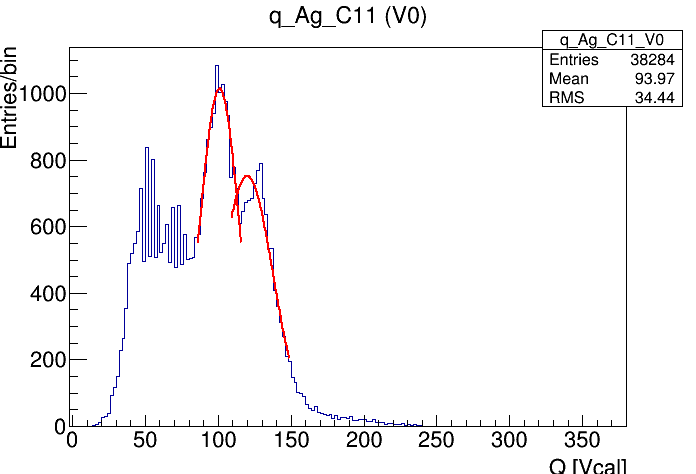 q_Ag_C11 (V0)
q_Ag_C11_V0
Entries 38284
Mean 93.97
RMS 34.44
Entries/bin
1000
800
600
400
200
0
0 50 100 150 200 250 300 350
Q [Vcal]